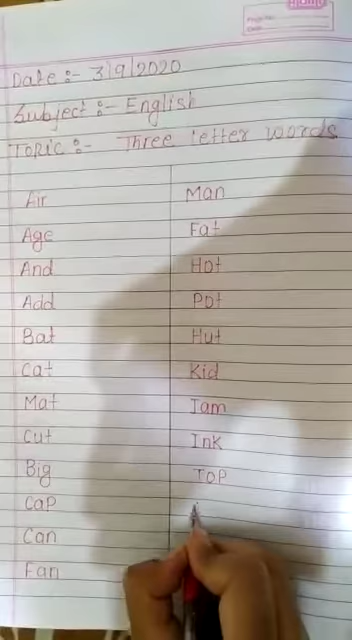 Date :- 3/9/2020
Subject :- English
Topic :- Three letter words
Air
Age
And
Add
Bat
Cat
Mat
Cut
Big
Cap
Can
Fan
Man
Fat
Hot
Pot
Hut
Kid
Iam
Ink
Top